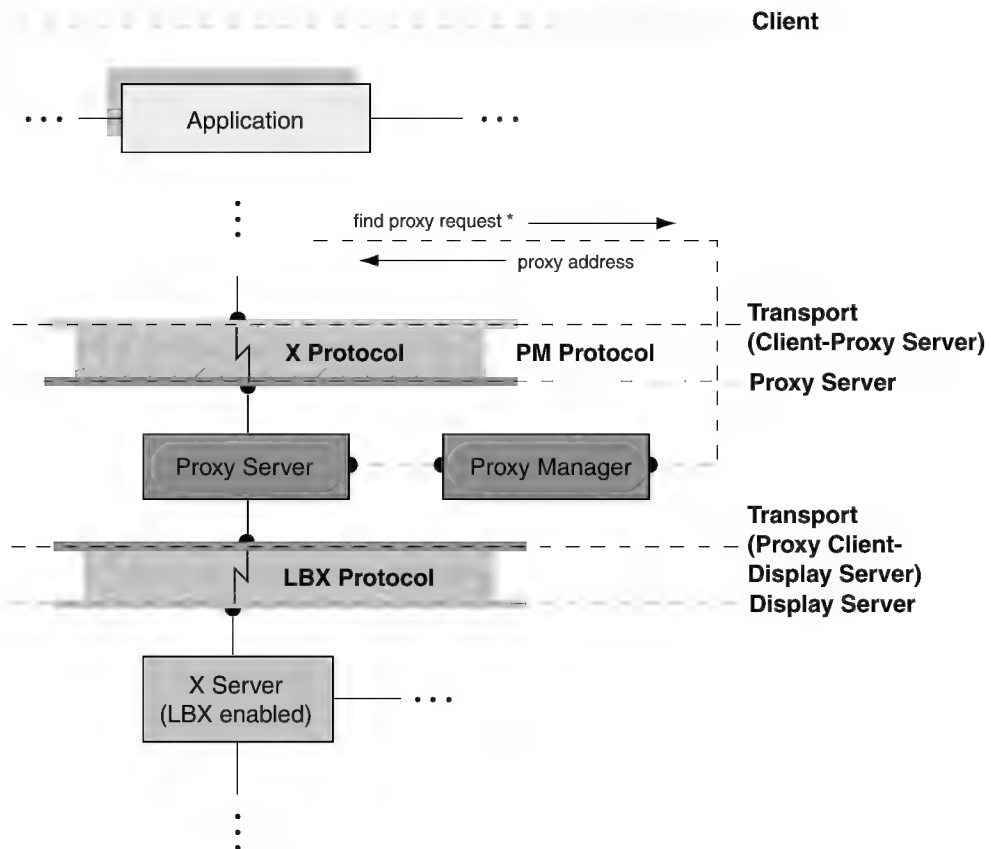 Client
Application
find proxy request *
proxy address
Transport
(Client-Proxy Server)
X Protocol
PM Protocol
Proxy Server
Proxy Server
Proxy Manager
Transport
(Proxy Client-
Display Server)
LBX Protocol
Display Server
X Server
(LBX enabled)